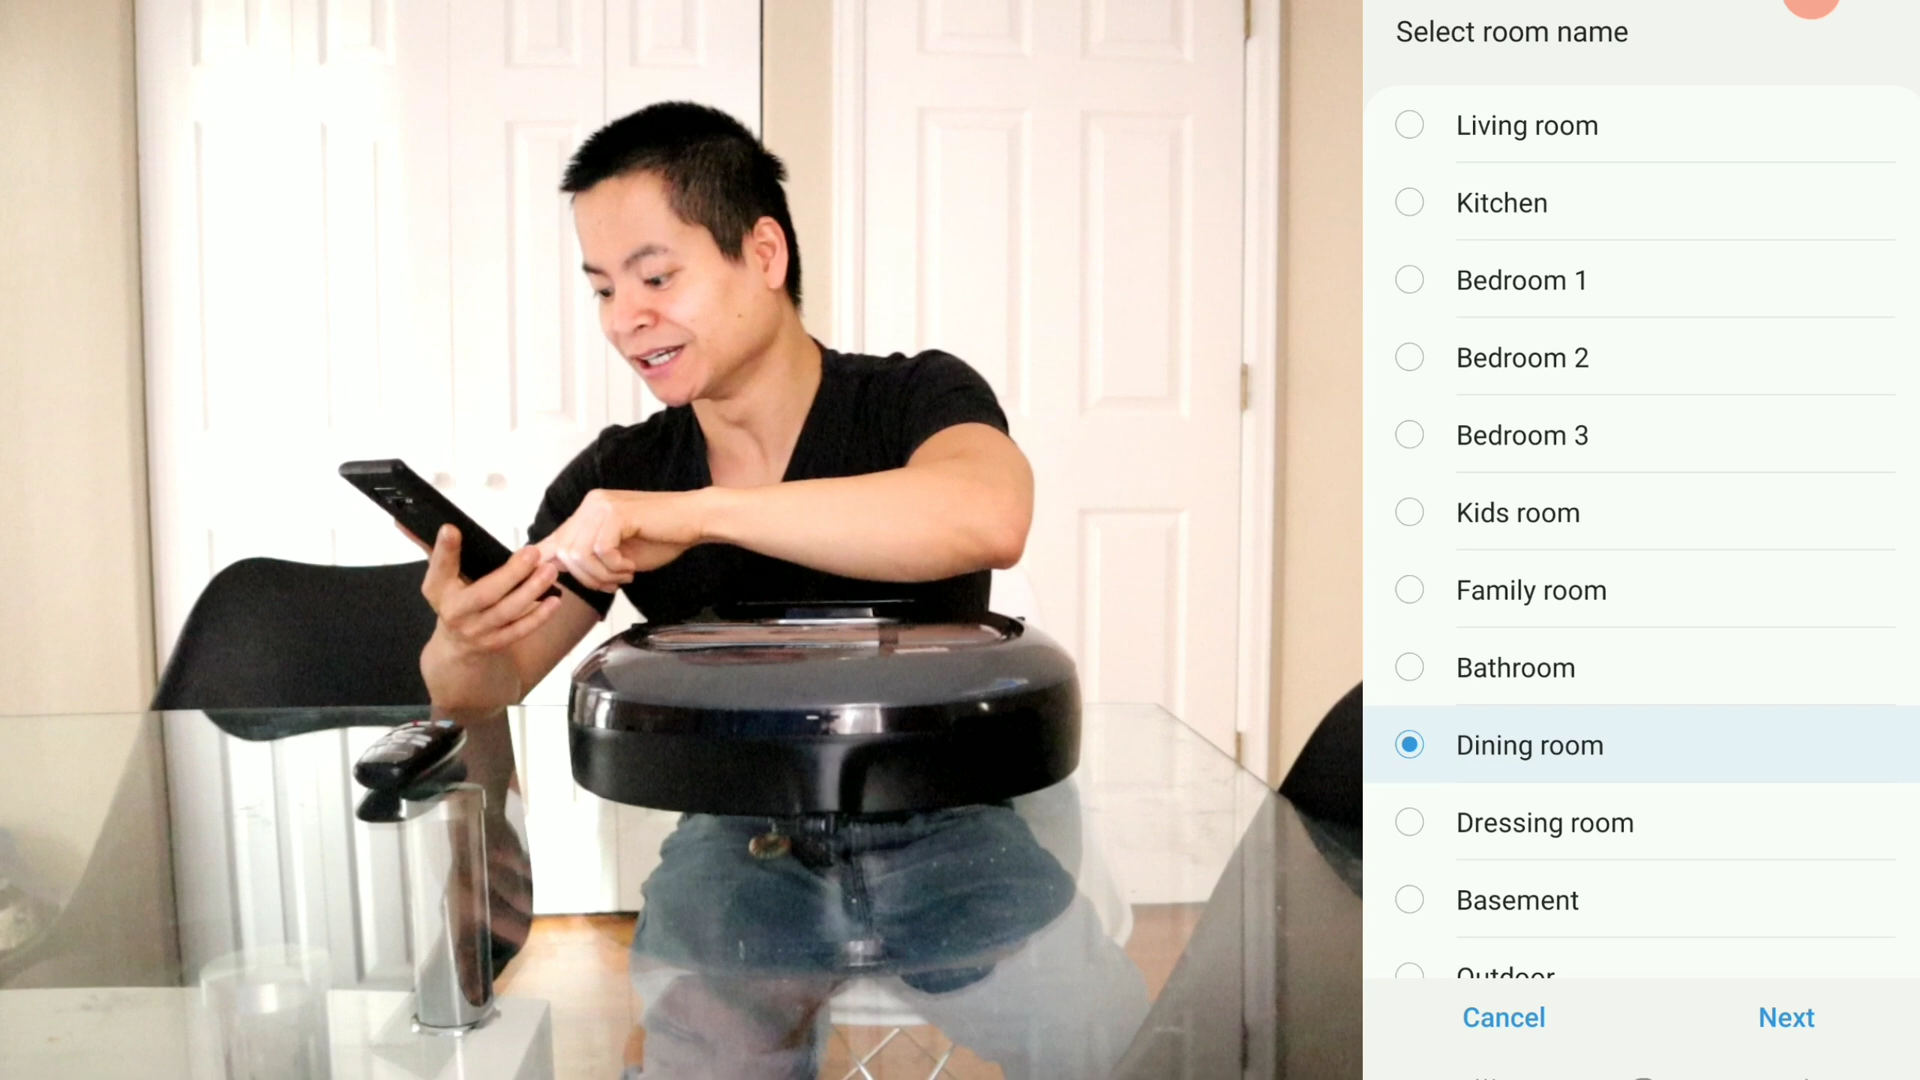 Select room name
Living room
Kitchen
Bedroom 1
Bedroom 2
Bedroom 3
Kids room
Family room
Bathroom
Dining room
Dressing room
Basement
Outdoor
Cancel
Next